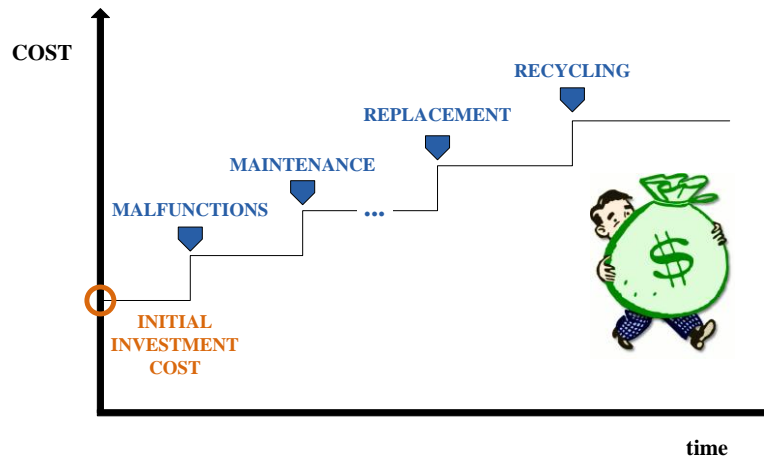 COST
RECYCLING
REPLACEMENT
MAINTENANCE
MALFUNCTIONS
...
$
INITIAL
INVESTMENT
COST
time